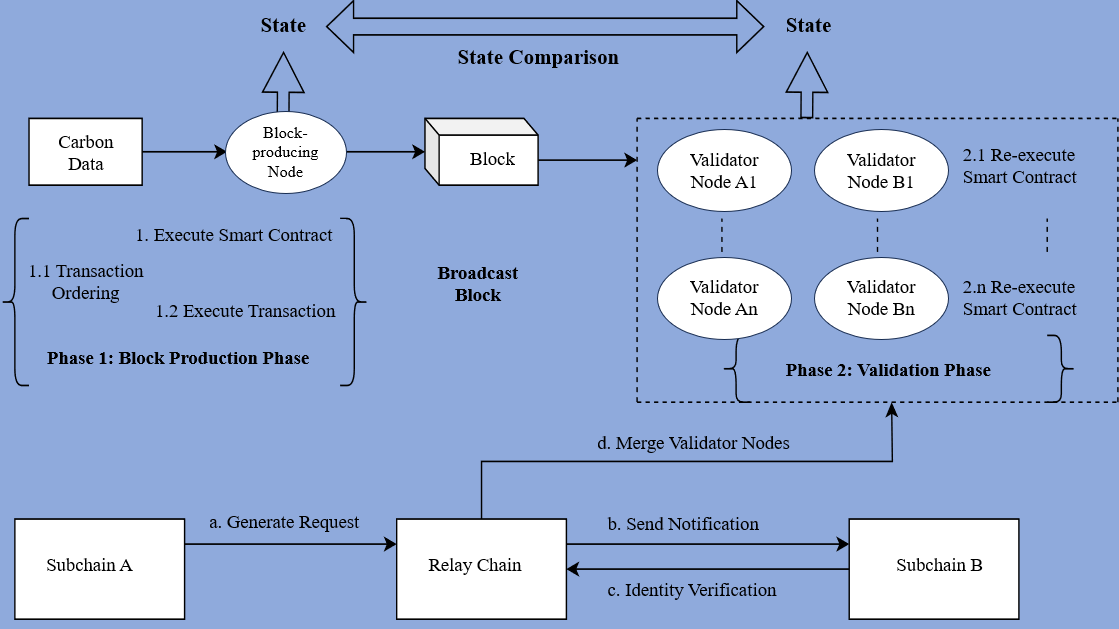 State
State
State Comparison
Carbon
Data
Block-
producing
Node
Block
Validator
Node A1
Validator
Node B1
2.1 Re-execute
Smart Contract
1. Execute Smart Contract
1.1 Transaction
Ordering
1.2 Execute Transaction
Phase 1: Block Production Phase
Broadcast
Block
Validator
Node An
Validator
Node Bn
2.n Re-execute
Smart Contract
Phase 2: Validation Phase
d. Merge Validator Nodes
Subchain A
a. Generate Request
Relay Chain
b. Send Notification
c. Identity Verification
Subchain B